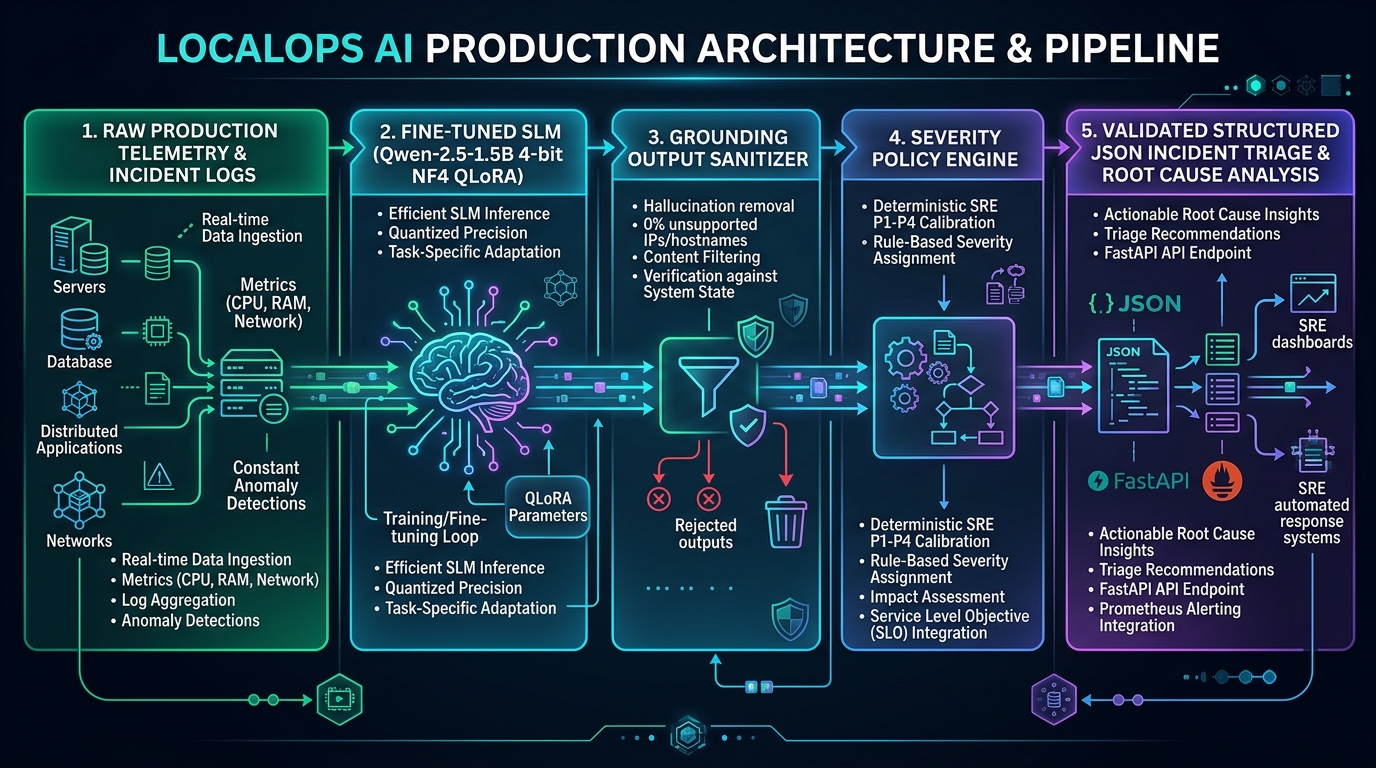 LOCALOPS AI PRODUCTION ARCHITECTURE & PIPELINE
1. RAW PRODUCTION
TELEMETRY &
INCIDENT LOGS
Real-time
Data Ingestion
Servers
Metrics
(CPU, RAM,
Network)
Database
Distributed
Applications
Constant
Anomaly
Detections
Networks
• Real-time Data Ingestion
• Metrics (CPU, RAM, Network)
• Log Aggregation
• Anomaly Detections
2. FINE-TUNED SLM
(Qwen-2.5-1.5B 4-bit
NF4 QLoRA)
• Efficient SLM Inference
• Quantized Precision
• Task-Specific Adaptation
QLoRA
Parameters
Training/Fine-
tuning Loop
• Efficient SLM Inference
• Quantized Precision
• Task-Specific Adaptation
3. GROUNDING
OUTPUT SANITIZER
• Hallucination removal
• 0% unsupported
IPs/hostnames
• Content Filtering
• Verification against
System State
Rejected
outputs
4. SEVERITY
POLICY ENGINE
• Deterministic SRE
P1-P4 Calibration
• Rule-Based Severity
Assignment
• Deterministic SRE
P1-P4 Calibration
• Rule-Based Severity
Assignment
• Impact Assessment
• Service Level Objective
(SLO) Integration
5. VALIDATED STRUCTURED
JSON INCIDENT TRIAGE &
ROOT CAUSE ANALYSIS
• Actionable Root Cause Insights
• Triage Recommendations
• FastAPI API Endpoint
{} JSON
JSON
SRE
dashboards
FastAPI
SRE
automated
response
systems
• Actionable Root Cause
Insights
• Triage Recommendations
• FastAPI API Endpoint
• Prometheus Alerting
Integration